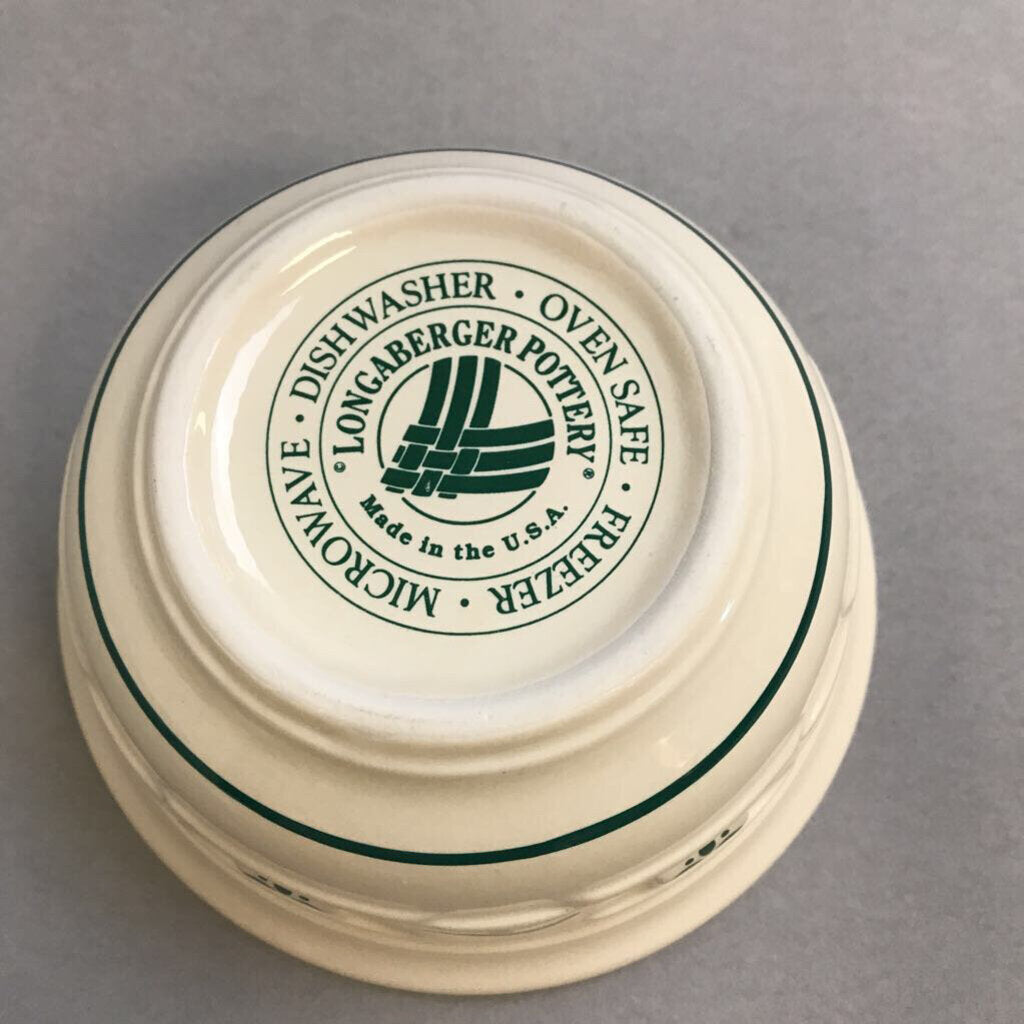 MICROWAVE · DISHWASHER · OVEN SAFE · FREEZER ·
© LONGABERGER POTTERY®
Made in the U.S.A.